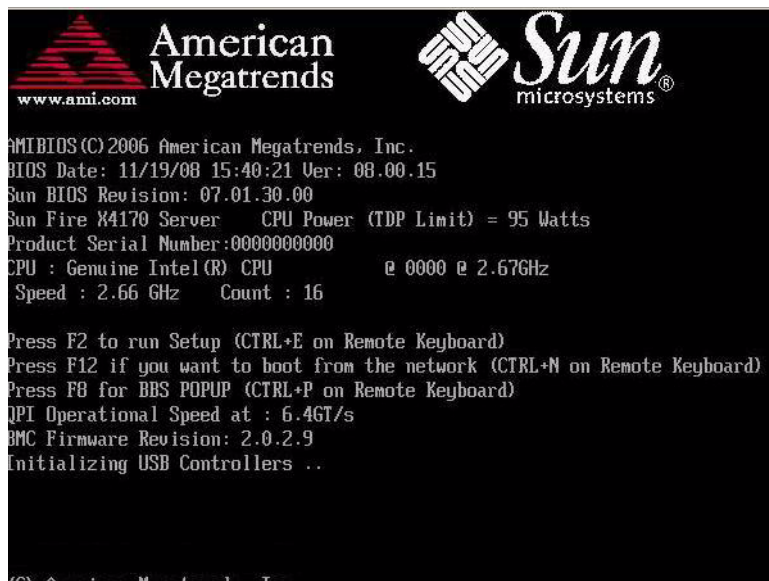 American
Megatrends
www.ami.com
Sun
microsystems
®
AMIBIOS(C)2006 American Megatrends, Inc.
BIOS Date: 11/19/08 15:40:21 Ver: 08.00.15
Sun BIOS Revision: 07.01.30.00
Sun Fire X4170 Server CPU Power (TDP Limit) = 95 Watts
Product Serial Number:0000000000
CPU : Genuine Intel(R) CPU @ 0000 @ 2.67GHz
Speed : 2.66 GHz Count : 16
Press F2 to run Setup (CTRL+E on Remote Keyboard)
Press F12 if you want to boot from the network (CTRL+N on Remote Keyboard)
Press F8 for BBS POPUP (CTRL+P on Remote Keyboard)
QPI Operational Speed at : 6.4GT/s
BMC Firmware Revision: 2.0.2.9
Initializing USB Controllers ..